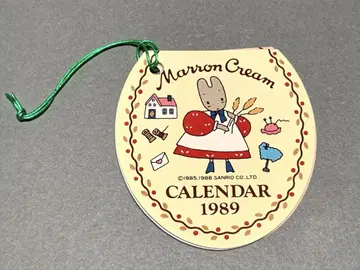 Marron Cream
©1985,1988 SANRIO CO.,LTD.
CALENDAR
1989